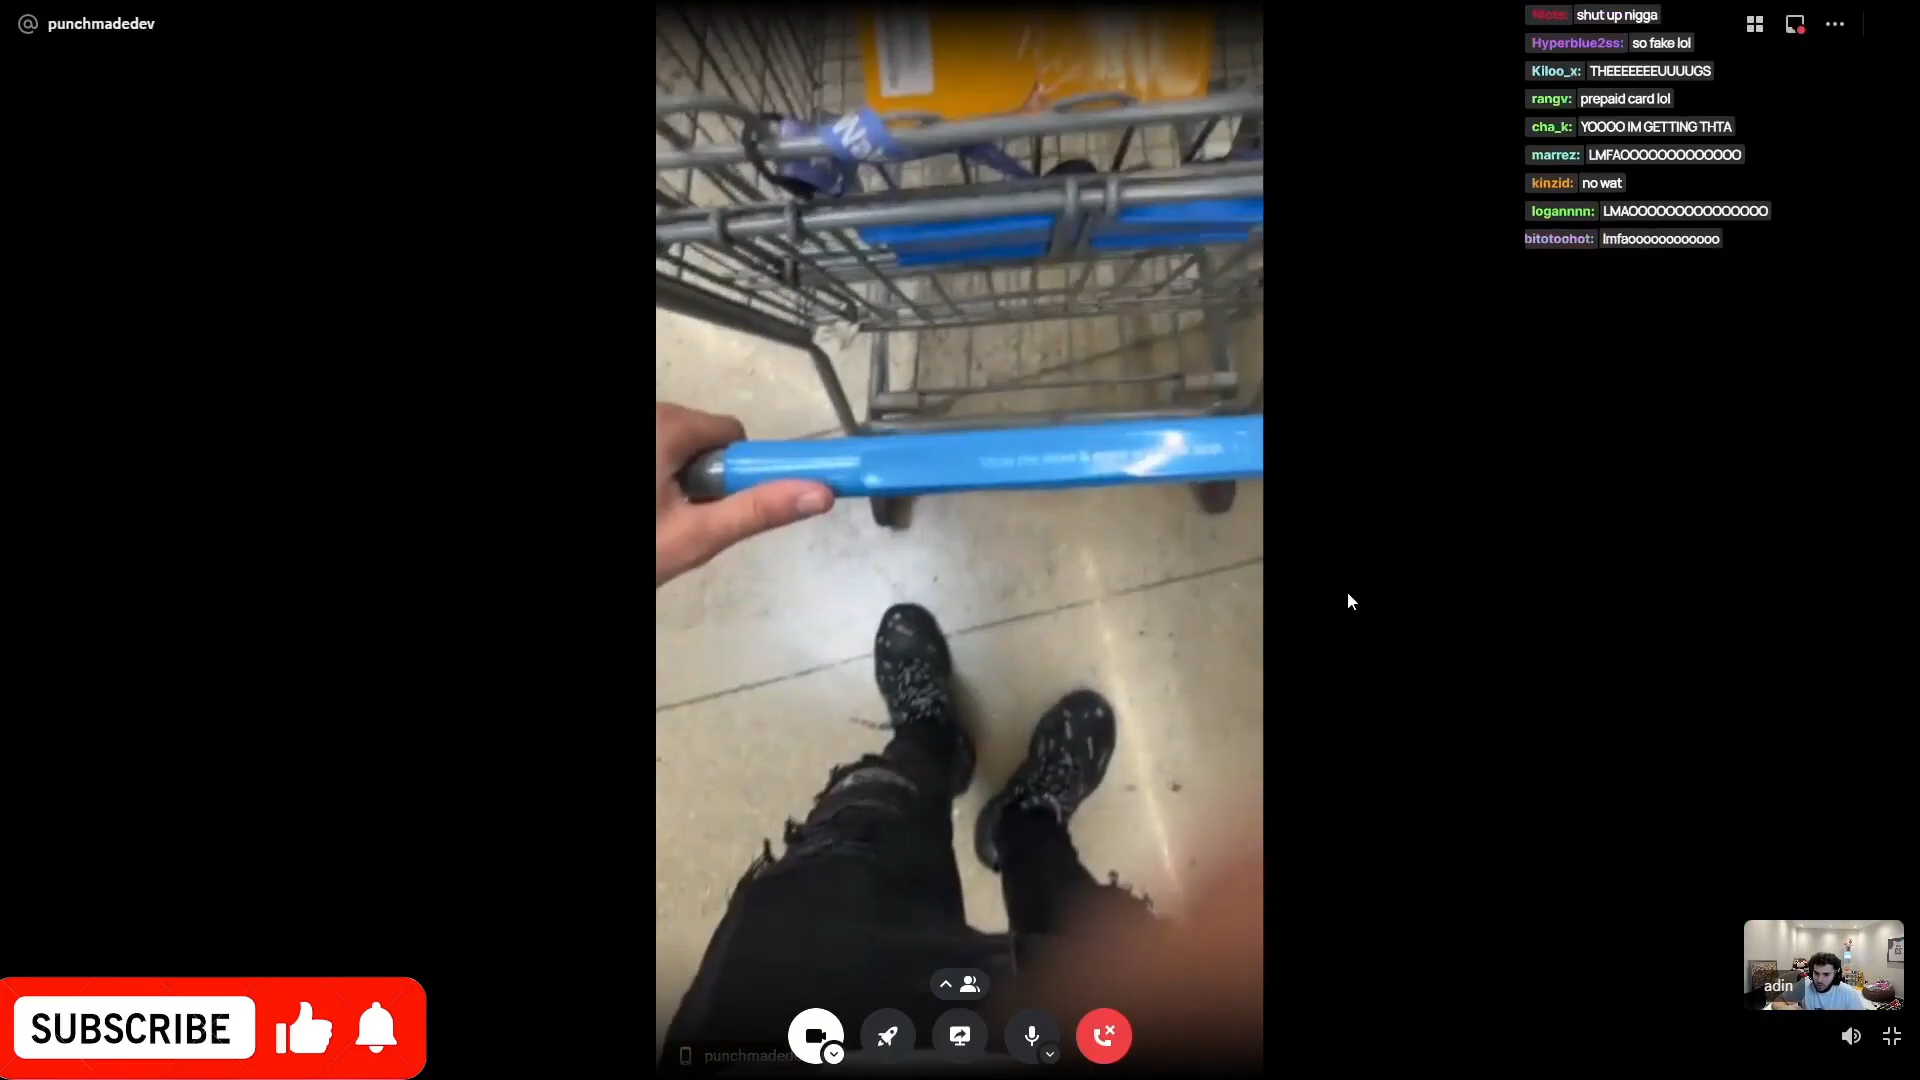 punchmadedev
shut up nigga
Hyperblue2ss: so fake lol
Kiloo_x: THEEEEEEEUUUUGS
rangv: prepaid card lol
cha_k: YOOOO IM GETTING THTA
marrez: LMFAOOOOOOOOOOOOO
kinzid: no wat
logannnn: LMAOOOOOOOOOOOOOOO
bitotoohot: lmfaoooooooooooo
adin
SUBSCRIBE